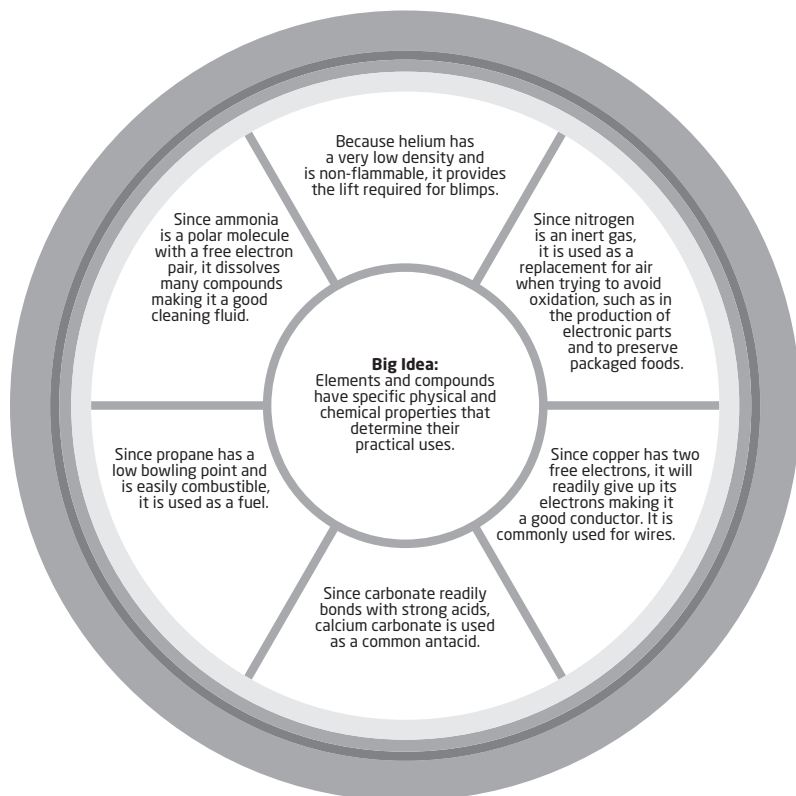 Because helium has
a very low density and
is non-flammable, it provides
the lift required for blimps.
Since nitrogen
is an inert gas,
it is used as a
replacement for air
when trying to avoid
oxidation, such as in
the production of
electronic parts
and to preserve
packaged foods.
Since copper has two
free electrons, it will
readily give up its
electrons making it
a good conductor. It is
commonly used for wires.
Since carbonate readily
bonds with strong acids,
calcium carbonate is used
as a common antacid.
Since propane has a
low bowling point and
is easily combustible,
it is used as a fuel.
Since ammonia
is a polar molecule
with a free electron
pair, it dissolves
many compounds
making it a good
cleaning fluid.
Big Idea:
Elements and compounds
have specific physical and
chemical properties that
determine their
practical uses.